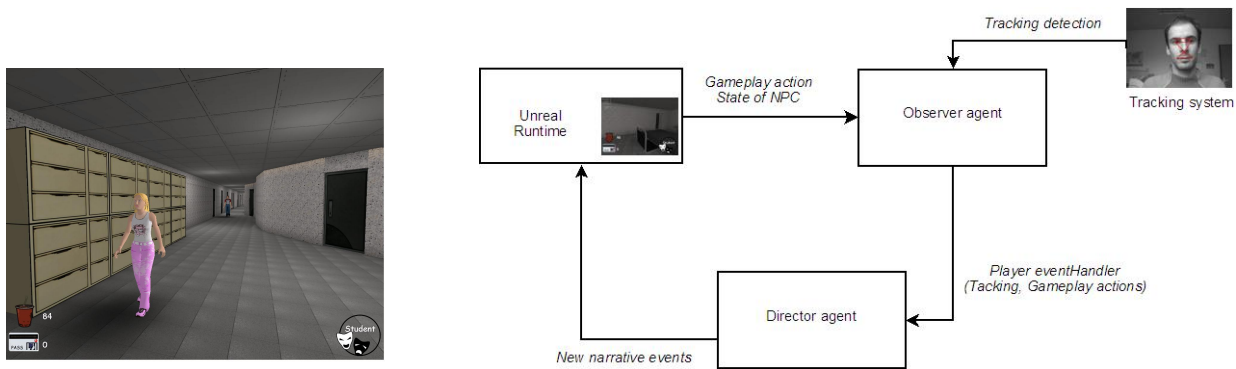 84
PASS
0
Student
Tracking detection
Tracking system
Gameplay action
State of NPC
Unreal
Runtime
Observer agent
Player eventHandler
(Tacking, Gameplay actions)
Director agent
New narrative events